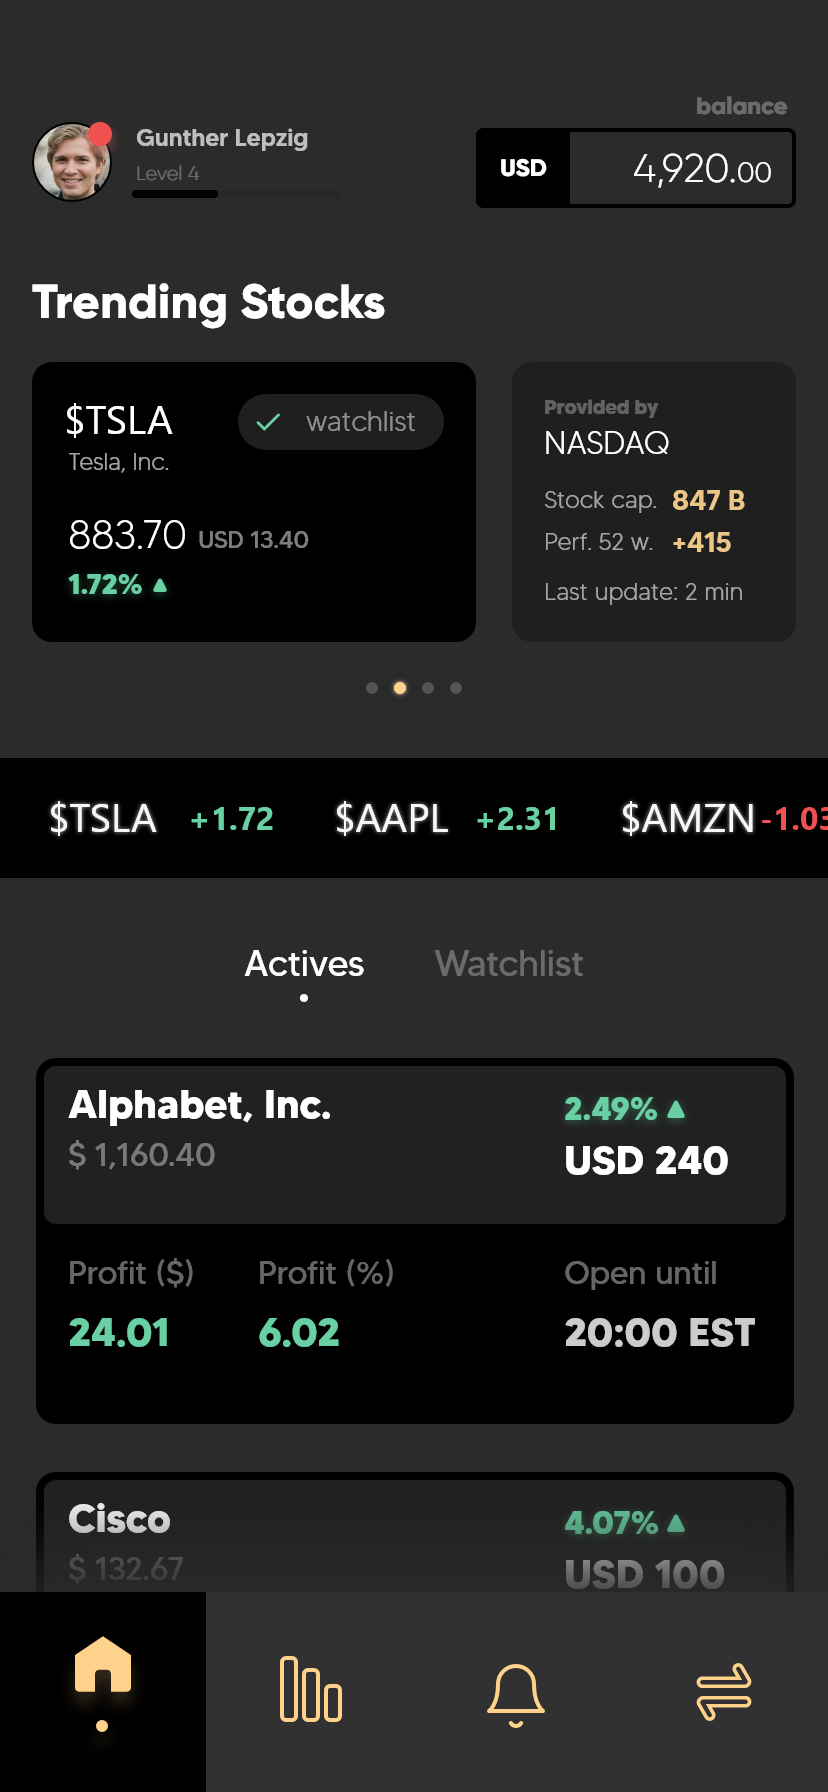 balance
Gunther Lepzig
Level 4
USD 4,920.00
Trending Stocks
$TSLA
watchlist
Tesla, Inc.
883.70 USD 13.40
1.72%
Provided by
NASDAQ
Stock cap. 847 B
Perf. 52 w. +415
Last update: 2 min
$TSLA +1.72 $AAPL +2.31 $AMZN -1.03
Actives Watchlist
Alphabet, Inc. 2.49%
$ 1,160.40 USD 240
Profit ($) Profit (%) Open until
24.01 6.02 20:00 EST
Cisco 4.07%
$ 132.67 USD 100